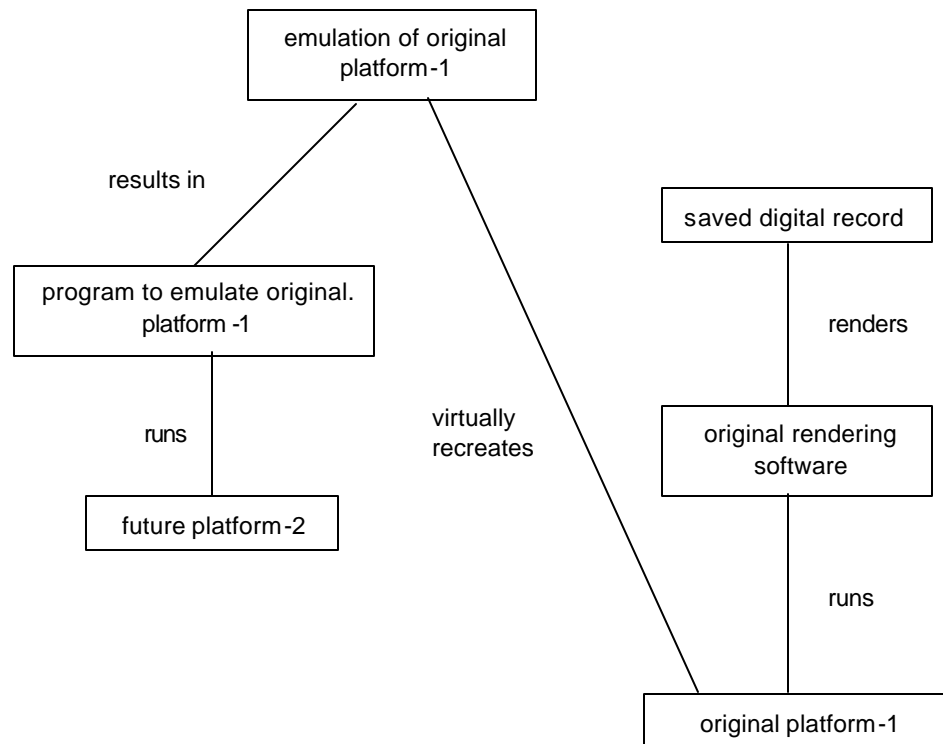 emulation of original
platform-1
results in
saved digital record
program to emulate original.
platform -1
renders
virtually
recreates
original rendering
software
runs
future platform-2
runs
original platform-1